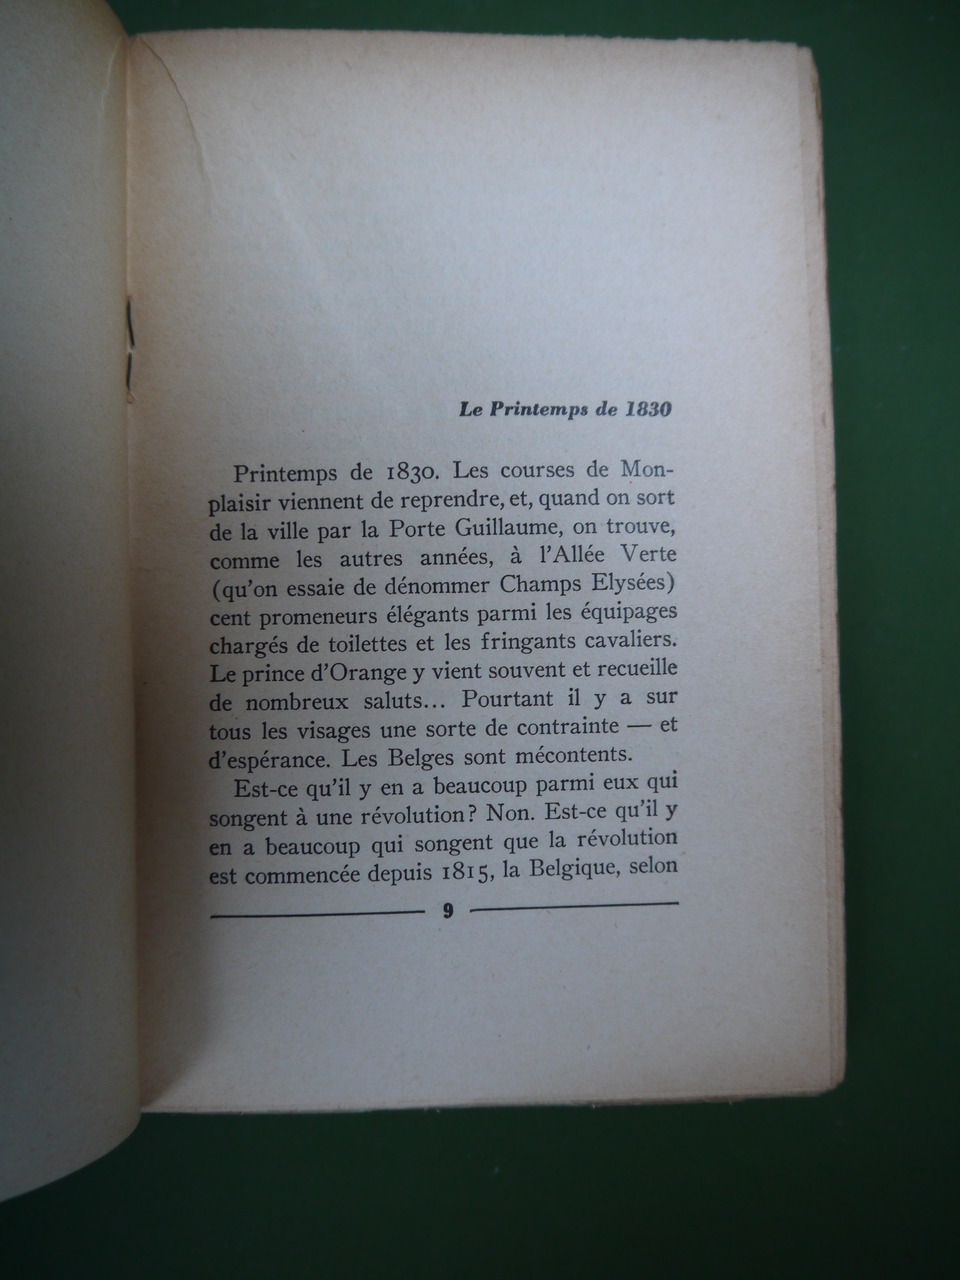 Le Printemps de 1830
Printemps de 1830. Les courses de Mon-
plaisir viennent de reprendre, et, quand on sort
de la ville par la Porte Guillaume, on trouve,
comme les autres années, à l'Allée Verte
(qu'on essaie de dénommer Champs Elysées)
cent promeneurs élégants parmi les équipages
chargés de toilettes et les fringants cavaliers.
Le prince d'Orange y vient souvent et recueille
de nombreux saluts... Pourtant il y a sur
tous les visages une sorte de contrainte — et
d'espérance. Les Belges sont mécontents.
Est-ce qu'il y en a beaucoup parmi eux qui
songent à une révolution? Non. Est-ce qu'il y
en a beaucoup qui songent que la révolution
est commencée depuis 1815, la Belgique, selon
9